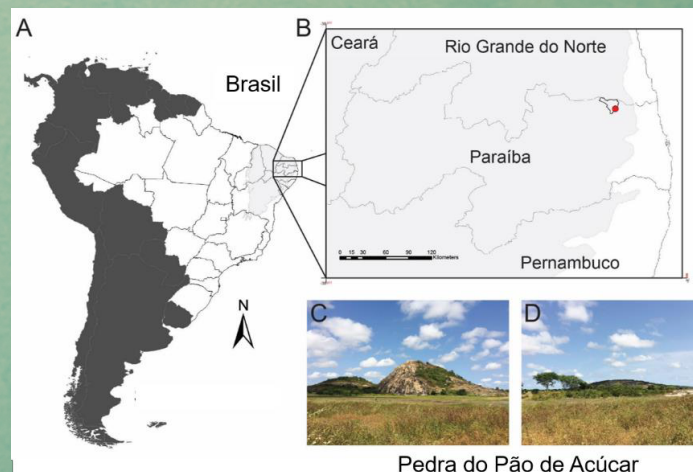 A
Brasil
N
B
Ceará
Rio Grande do Norte
Paraíba
Pernambuco
0 15 30 60 90 120
Kilometers
C
D
Pedra do Pão de Acúcar